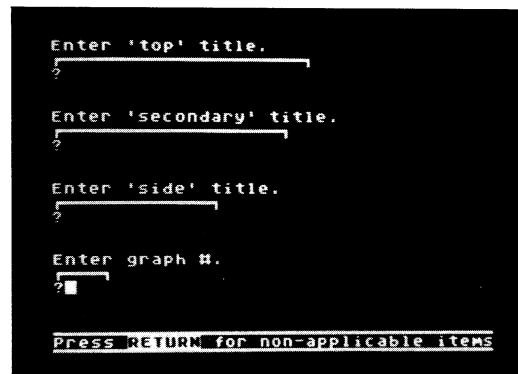 Enter 'top' title.
?
Enter 'secondary' title.
?
Enter 'side' title.
?
Enter graph #.
?
Press RETURN for non-applicable items